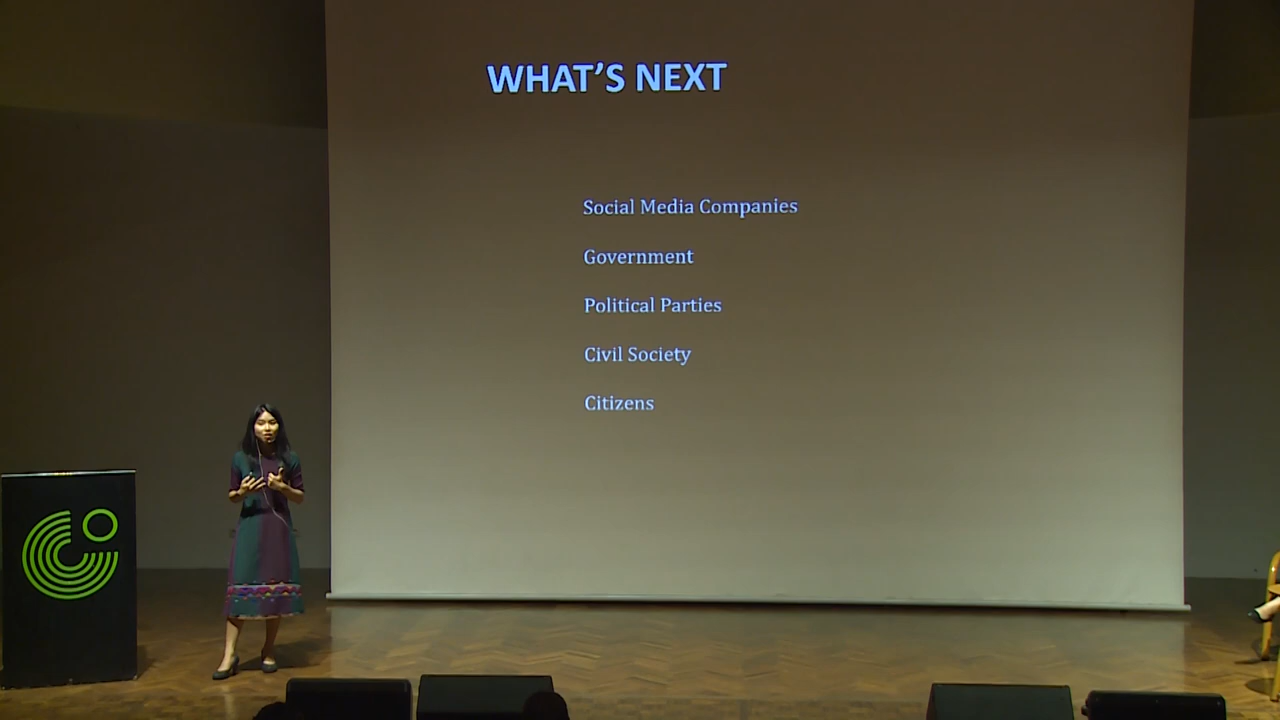 WHAT'S NEXT
Social Media Companies
Government
Political Parties
Civil Society
Citizens